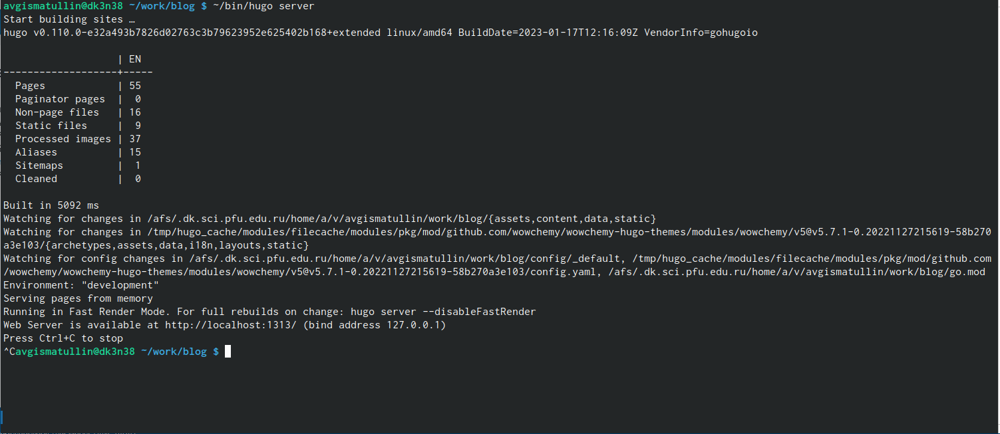 avgismatullin@dk3n38 ~/work/blog $ ~/bin/hugo server
Start building sites …
hugo v0.110.0-e32a493b7826d02763c3b79623952e625402b168+extended linux/amd64 BuildDate=2023-01-17T12:16:09Z VendorInfo=gohugoio
                   | EN
-------------------+-----
  Pages            | 55
  Paginator pages  |  0
  Non-page files   | 16
  Static files     |  9
  Processed images | 37
  Aliases          | 15
  Sitemaps         |  1
  Cleaned          |  0
Built in 5092 ms
Watching for changes in /afs/.dk.sci.pfu.edu.ru/home/a/v/avgismatullin/work/blog/{assets,content,data,static}
Watching for changes in /tmp/hugo_cache/modules/filecache/modules/pkg/mod/github.com/wowchemy/wowchemy-hugo-themes/modules/wowchemy/v5@v5.7.1-0.20221127215619-58b270
a3e103/{archetypes,assets,data,i18n,layouts,static}
Watching for config changes in /afs/.dk.sci.pfu.edu.ru/home/a/v/avgismatullin/work/blog/config/_default, /tmp/hugo_cache/modules/filecache/modules/pkg/mod/github.com
/wowchemy/wowchemy-hugo-themes/modules/wowchemy/v5@v5.7.1-0.20221127215619-58b270a3e103/config.yaml, /afs/.dk.sci.pfu.edu.ru/home/a/v/avgismatullin/work/blog/go.mod
Environment: "development"
Serving pages from memory
Running in Fast Render Mode. For full rebuilds on change: hugo server --disableFastRender
Web Server is available at http://localhost:1313/ (bind address 127.0.0.1)
Press Ctrl+C to stop
^Cavgismatullin@dk3n38 ~/work/blog $